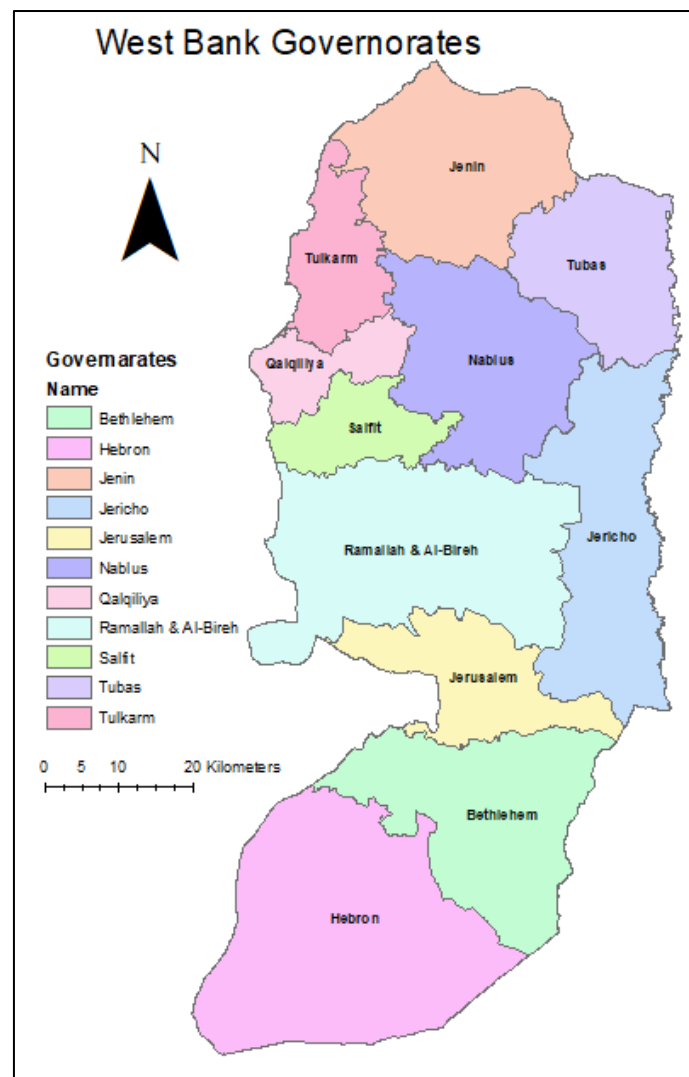 West Bank Governorates
N
Jenin
Tulkarm
Tubas
Qalqiliya
Nablus
Salfit
Ramallah & Al-Bireh
Jericho
Jerusalem
Bethlehem
Hebron
Governarates
Name
Bethlehem
Hebron
Jenin
Jericho
Jerusalem
Nablus
Qalqiliya
Ramallah & Al-Bireh
Salfit
Tubas
Tulkarm
0 5 10 20 Kilometers